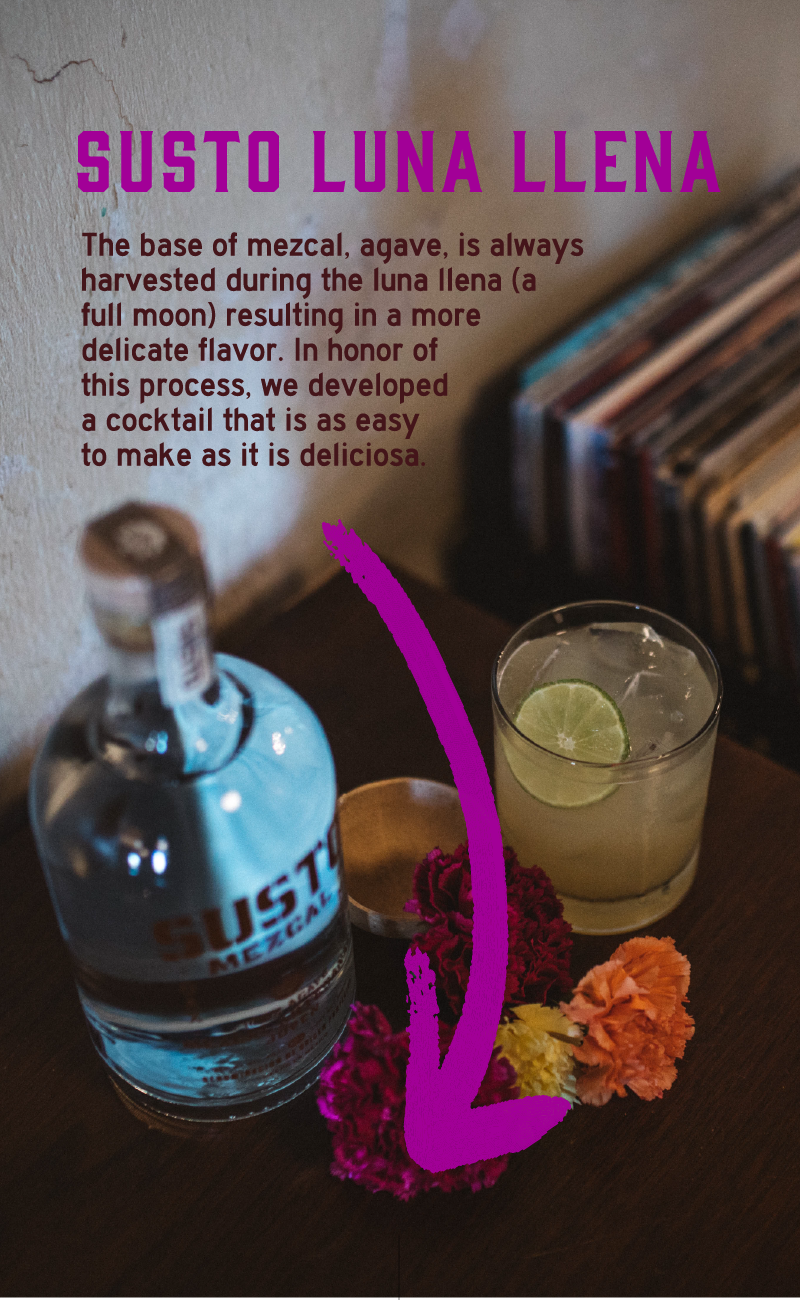 SUSTO LUNA LLENA
The base of mezcal, agave, is always
harvested during the luna llena (a
full moon) resulting in a more
delicate flavor. In honor of
this process, we developed
a cocktail that is as easy
to make as it is deliciosa.
SUSTO
MEZCAL